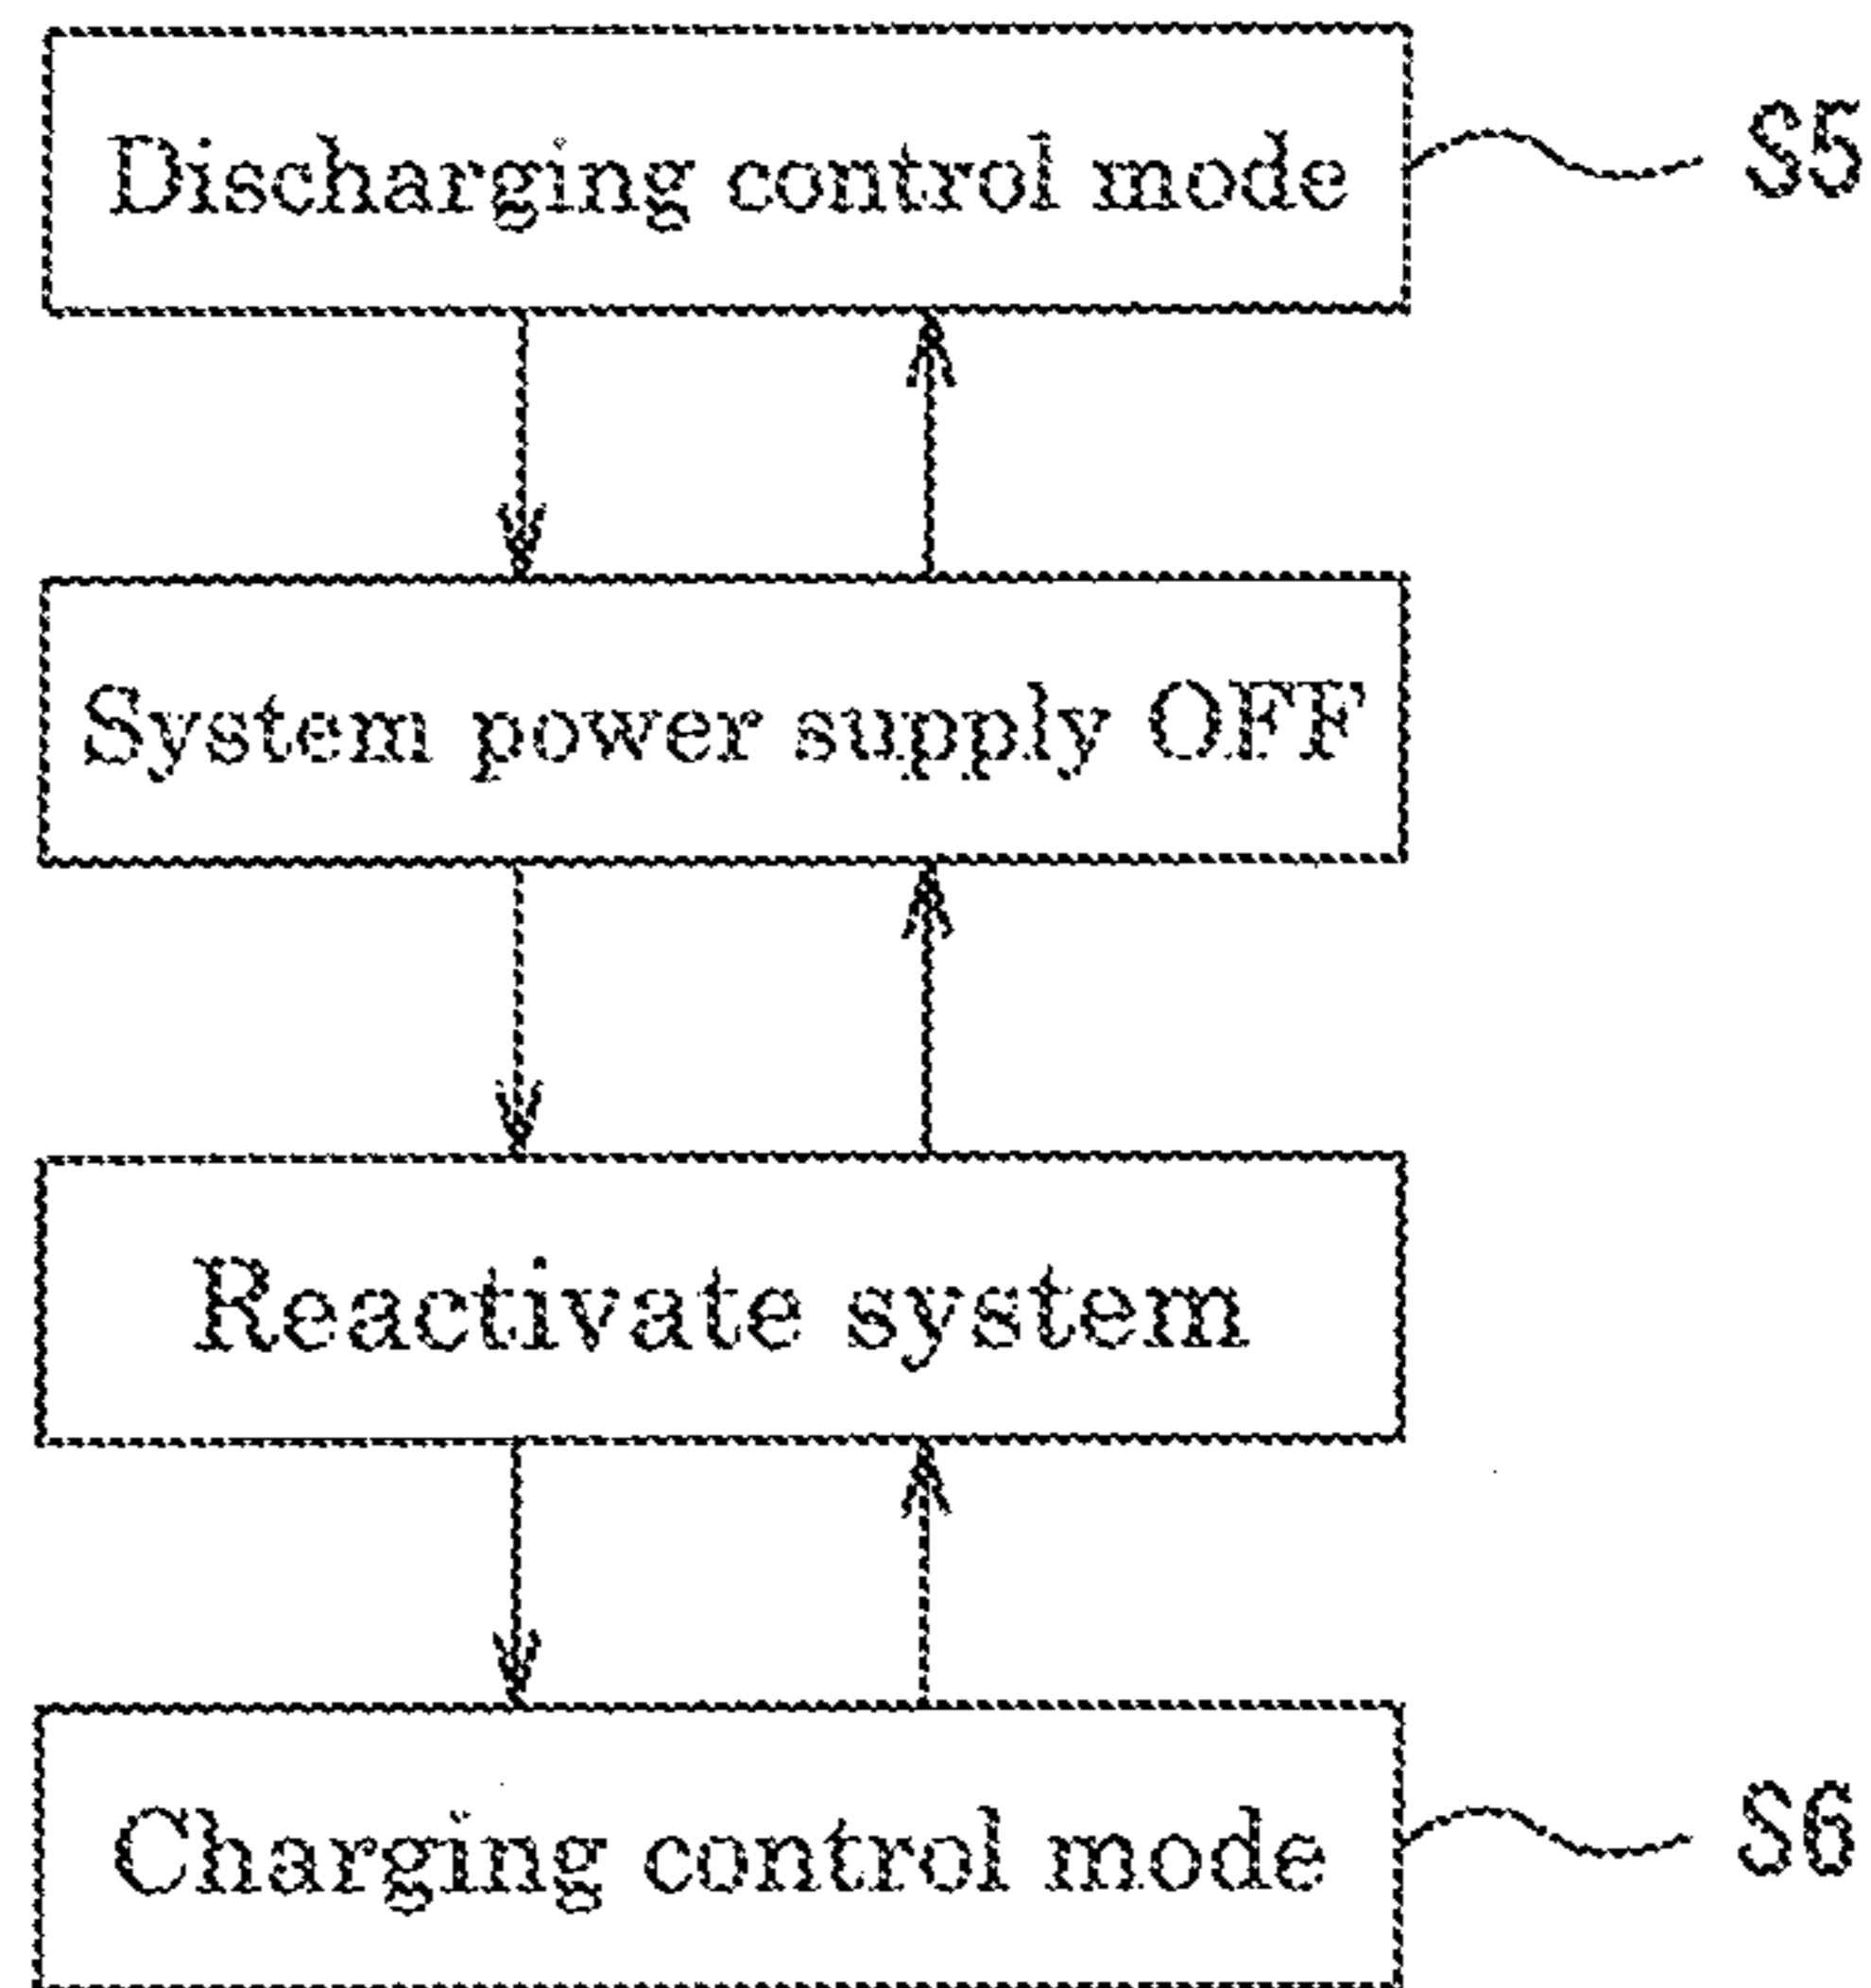 Discharging control mode S5
System power supply OFF
Reactivate system
Charging control mode S6